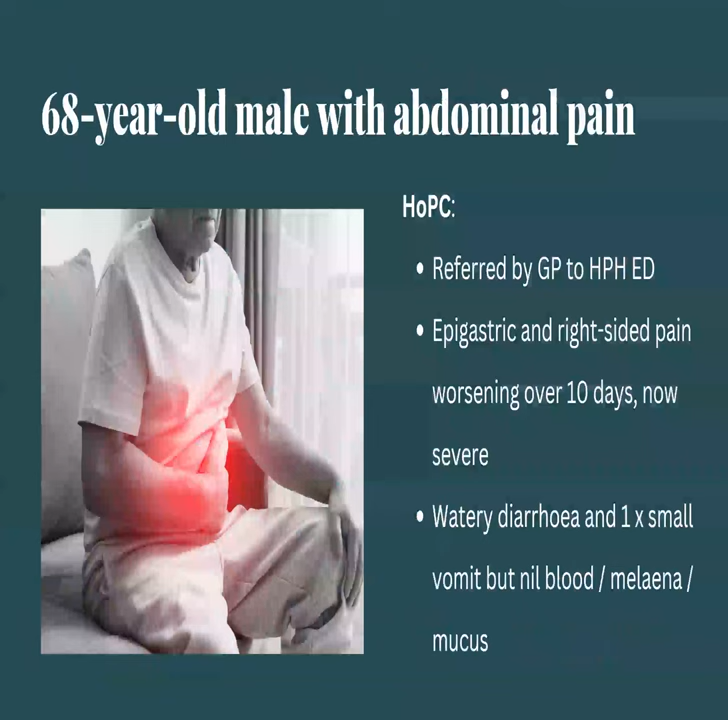 68-year-old male with abdominal pain
HoPC:
• Referred by GP to HPH ED
• Epigastric and right-sided pain
worsening over 10 days, now
severe
• Watery diarrhoea and 1 x small
vomit but nil blood / melaena /
mucus